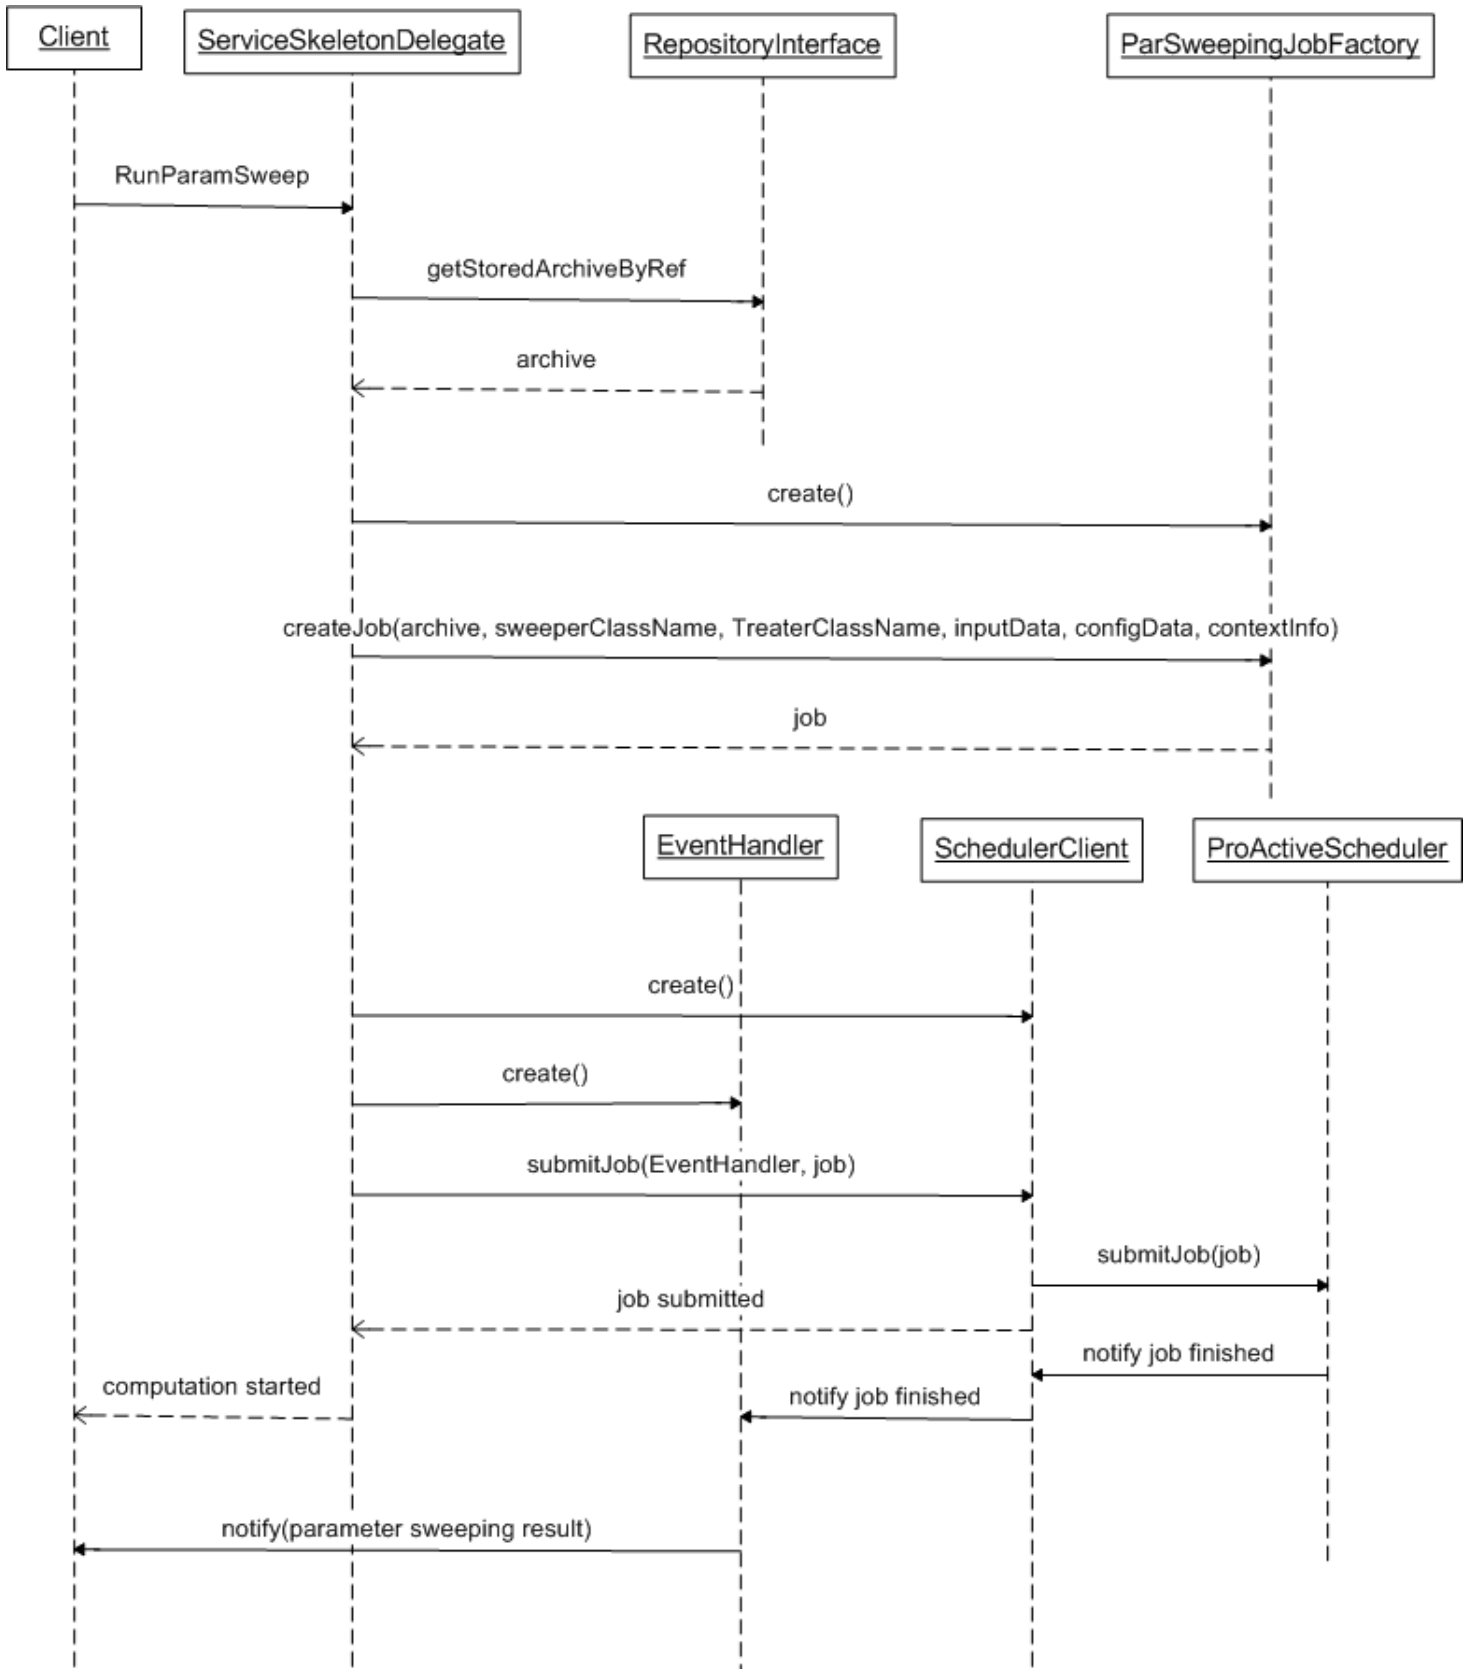 Client
ServiceSkeletonDelegate
RepositoryInterface
ParSweepingJobFactory
RunParamSweep
getStoredArchiveByRef
archive
create()
createJob(archive, sweeperClassName, TreaterClassName, inputData, configData, contextInfo)
job
EventHandler
SchedulerClient
ProActiveScheduler
create()
create()
submitJob(EventHandler, job)
submitJob(job)
job submitted
notify job finished
computation started
notify job finished
notify(parameter sweeping result)